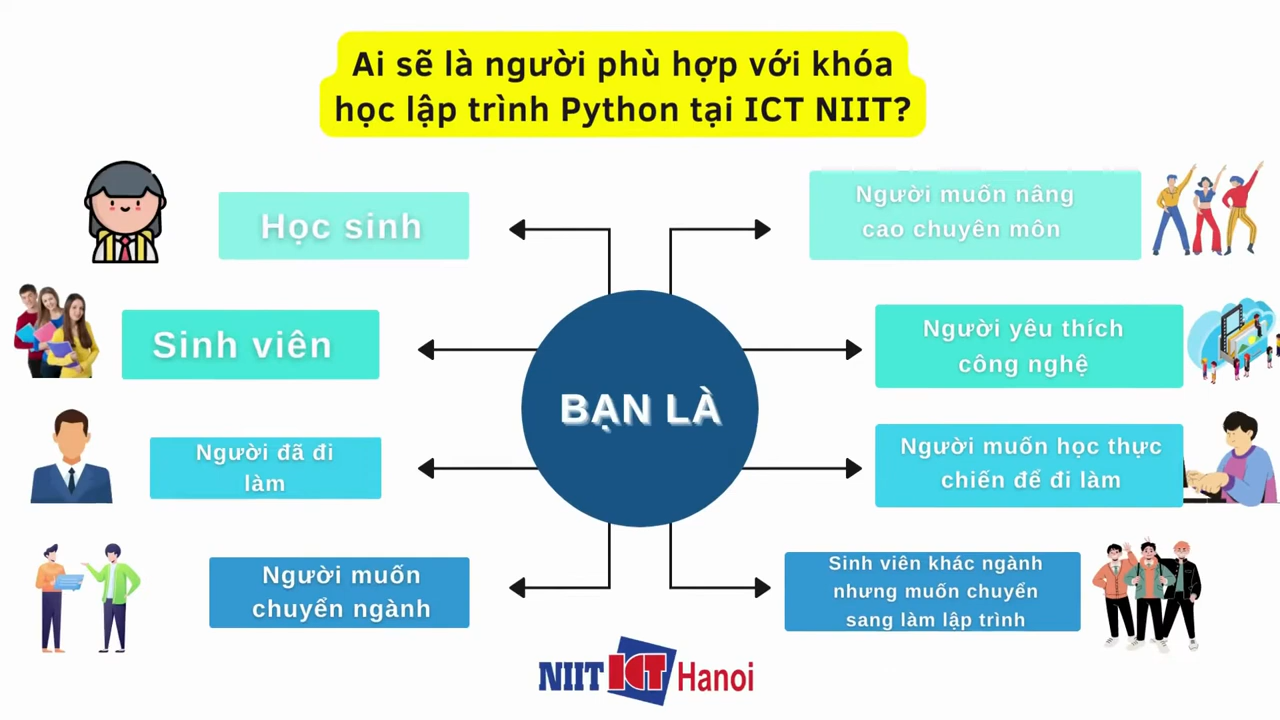 Ai sẽ là người phù hợp với khóa
học lập trình Python tại ICT NIIT?
Học sinh
Sinh viên
Người đã đi
làm
Người muốn
chuyển ngành
BẠN LÀ
Người muốn nâng
cao chuyên môn
Người yêu thích
công nghệ
Người muốn học thực
chiến để đi làm
Sinh viên khác ngành
nhưng muốn chuyển
sang làm lập trình
NIIT ICT Hanoi